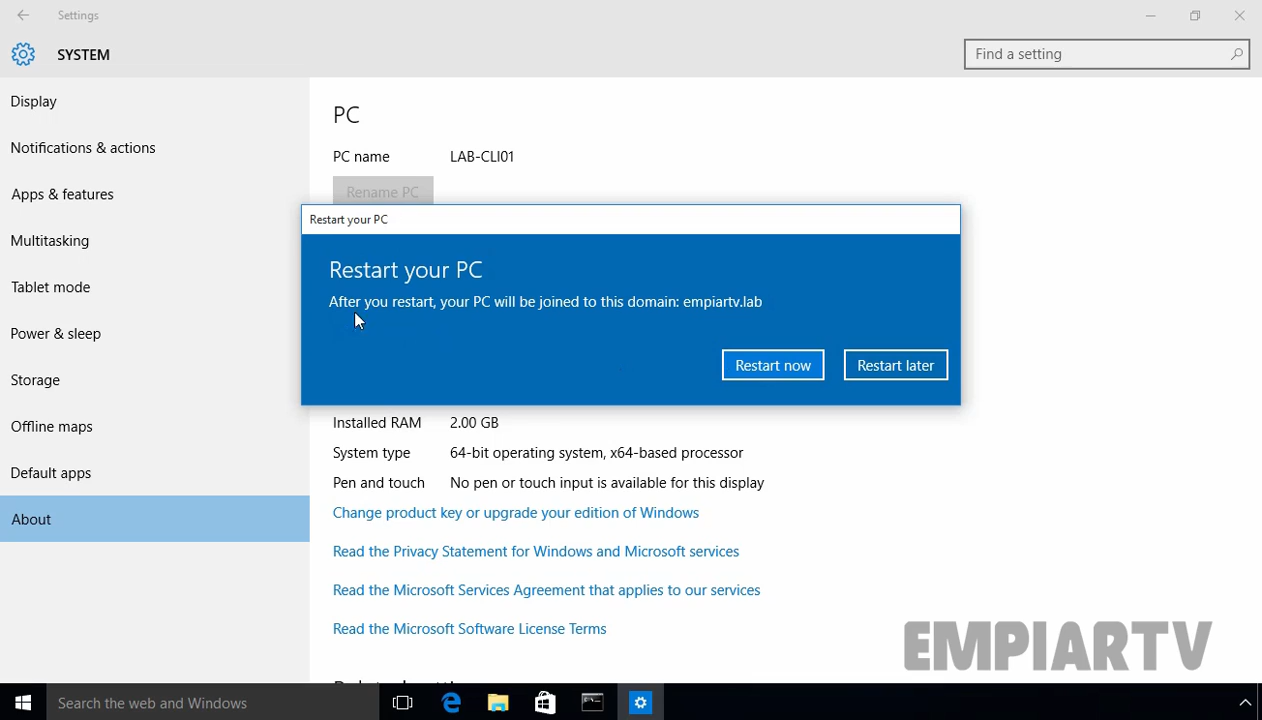 Settings
SYSTEM
Find a setting
Display
Notifications & actions
Apps & features
Multitasking
Tablet mode
Power & sleep
Storage
Offline maps
Default apps
About
PC
PC name LAB-CLI01
Rename PC
Restart your PC
Restart your PC
After you restart, your PC will be joined to this domain: empiartv.lab
Restart now Restart later
Installed RAM 2.00 GB
System type 64-bit operating system, x64-based processor
Pen and touch No pen or touch input is available for this display
Change product key or upgrade your edition of Windows
Read the Privacy Statement for Windows and Microsoft services
Read the Microsoft Services Agreement that applies to our services
Read the Microsoft Software License Terms
EMPIARTV
Search the web and Windows